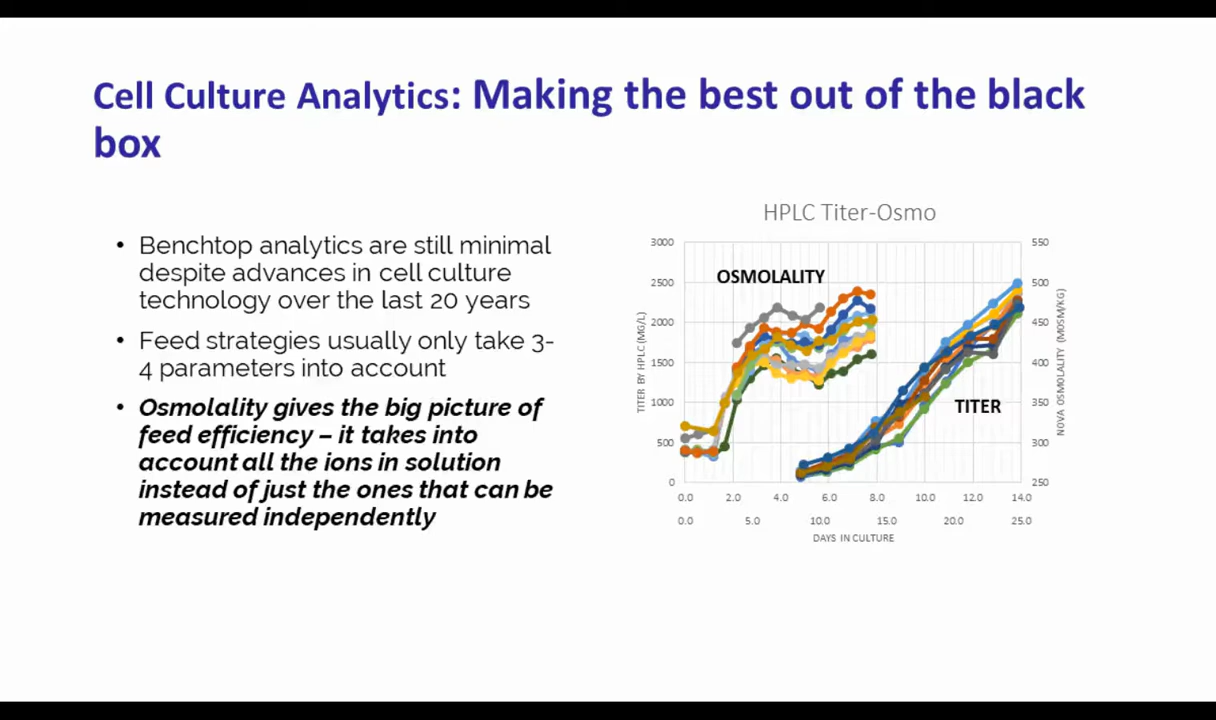 Cell Culture Analytics: Making the best out of the black
box
• Benchtop analytics are still minimal
despite advances in cell culture
technology over the last 20 years
• Feed strategies usually only take 3-
4 parameters into account
• Osmolality gives the big picture of
feed efficiency – it takes into
account all the ions in solution
instead of just the ones that can be
measured independently
HPLC Titer-Osmo
OSMOLALITY
TITER
TITER BY HPLC (MG/L)
3000
2500
2000
1500
1000
500
0
NOVA OSMOLALITY (MOSM/KG)
550
500
450
400
350
300
250
0.0 2.0 4.0 6.0 8.0 10.0 12.0 14.0
0.0 5.0 10.0 15.0 20.0 25.0
DAYS IN CULTURE